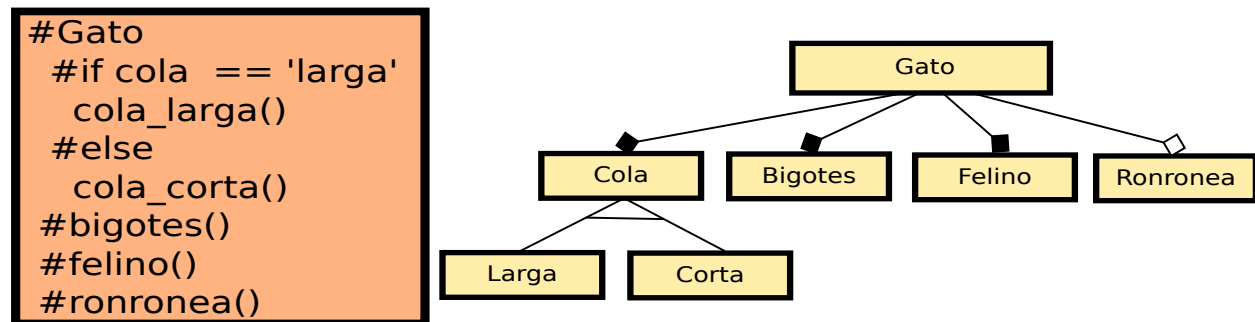 #Gato
#if cola == 'larga'
cola_larga()
#else
cola_corta()
#bigotes()
#felino()
#ronronea()
Gato
Cola
Bigotes
Felino
Ronronea
Larga
Corta